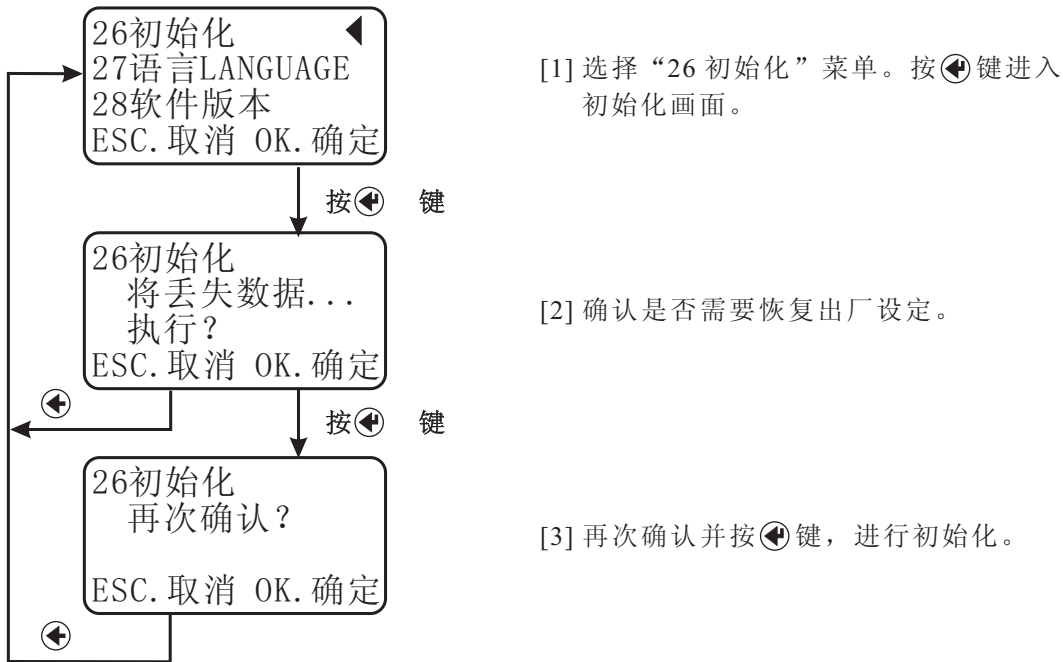 26初始化
27语言LANGUAGE
28软件版本
ESC.取消 OK.确定
[1] 选择“26 初始化”菜单。按键进入
初始化画面。
按 键
26初始化
将丢失数据...
执行？
ESC.取消 OK.确定
[2] 确认是否需要恢复出厂设定。
按 键
26初始化
再次确认？
ESC.取消 OK.确定
[3] 再次确认并按键，进行初始化。